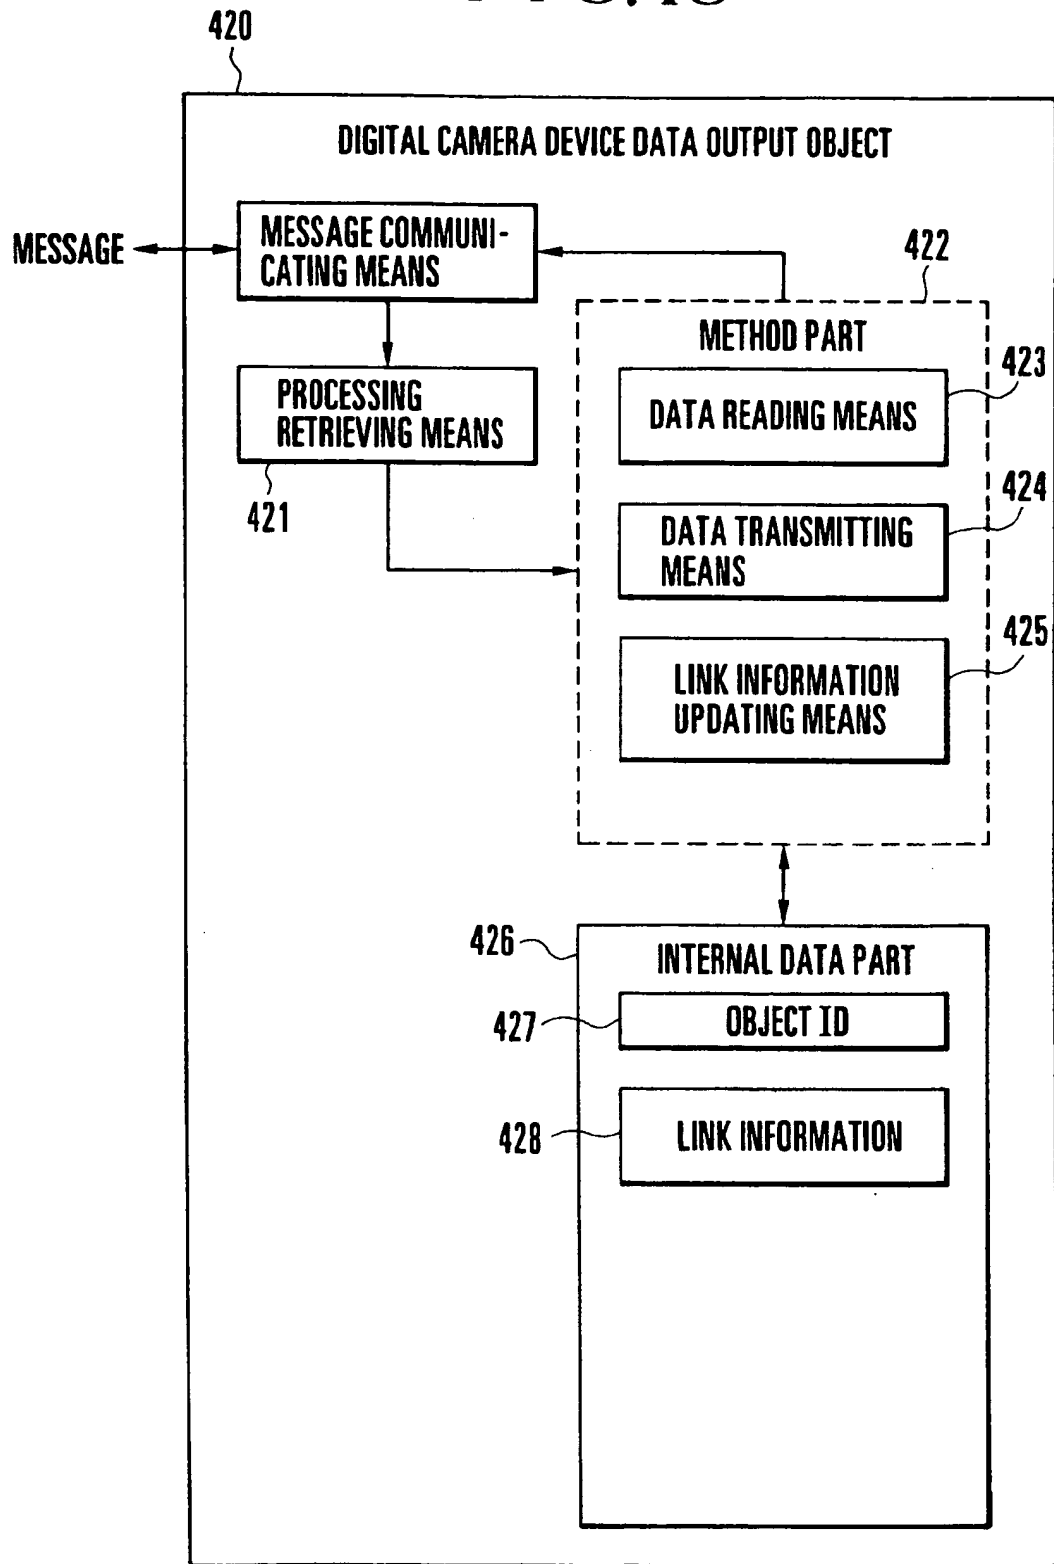 FIG.
420
DIGITAL CAMERA DEVICE DATA OUTPUT OBJECT
MESSAGE
MESSAGE COMMUNI-
CATING MEANS
422
METHOD PART
PROCESSING
RETRIEVING MEANS
421
423
DATA READING MEANS
424
DATA TRANSMITTING
MEANS
425
LINK INFORMATION
UPDATING MEANS
426
INTERNAL DATA PART
427
OBJECT ID
428
LINK INFORMATION